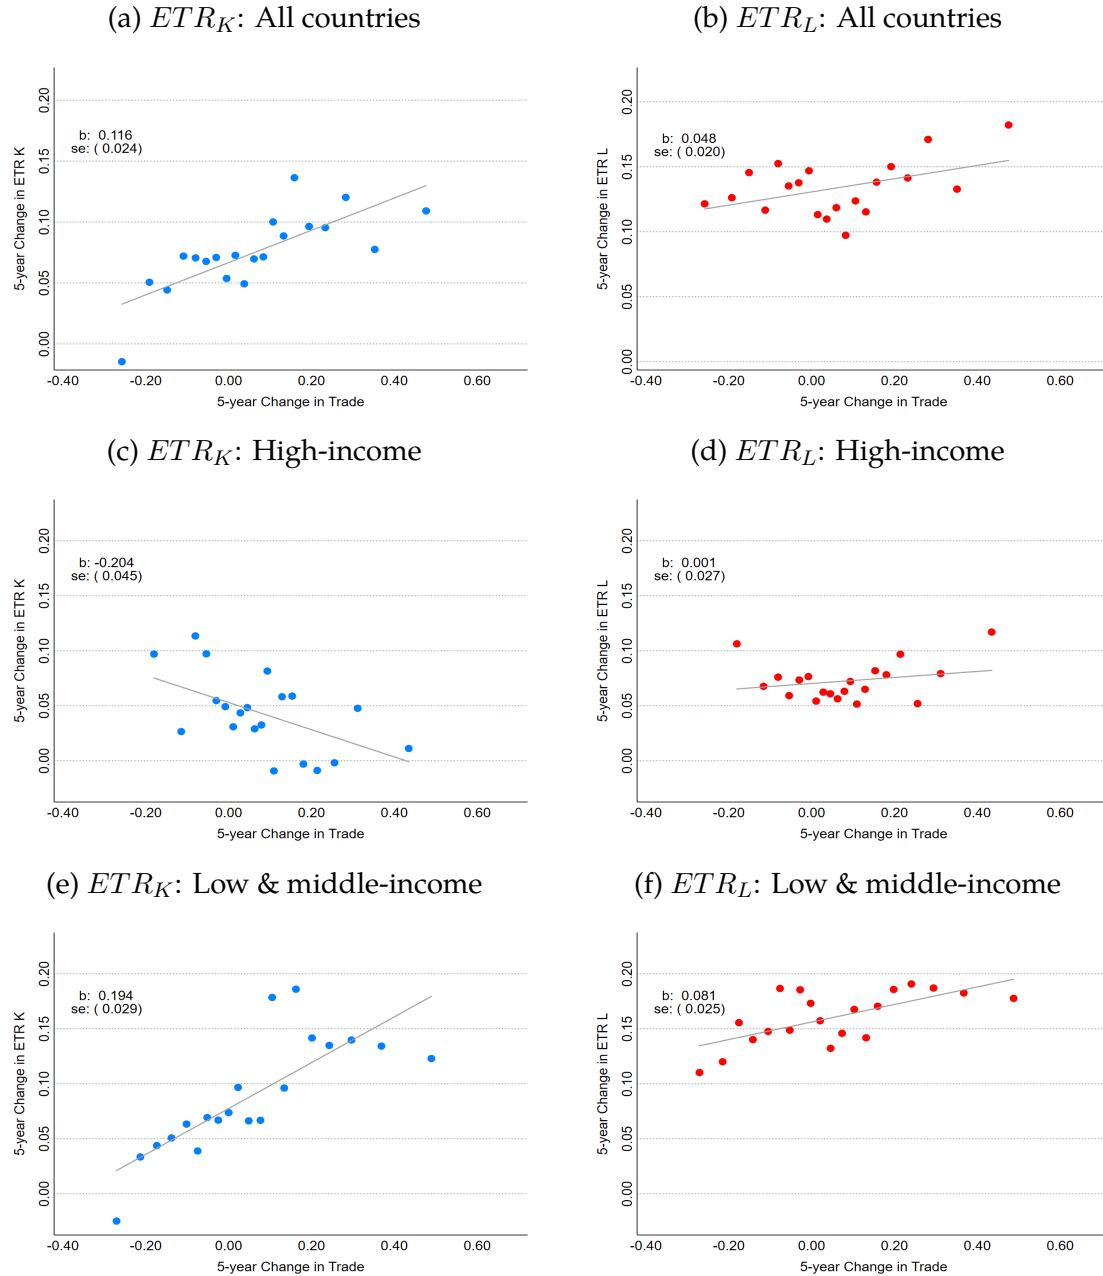 (a) ETR_K: All countries
5-year Change in ETR K
0.20
0.15
0.10
0.05
0.00
b: 0.116
se: ( 0.024)
-0.40 -0.20 0.00 0.20 0.40 0.60
5-year Change in Trade
(b) ETR_L: All countries
5-year Change in ETR L
0.20
0.15
0.10
0.05
0.00
b: 0.048
se: ( 0.020)
-0.40 -0.20 0.00 0.20 0.40 0.60
5-year Change in Trade
(c) ETR_K: High-income
5-year Change in ETR K
0.20
0.15
0.10
0.05
0.00
b: -0.204
se: ( 0.045)
-0.40 -0.20 0.00 0.20 0.40 0.60
5-year Change in Trade
(d) ETR_L: High-income
5-year Change in ETR L
0.20
0.15
0.10
0.05
0.00
b: 0.001
se: ( 0.027)
-0.40 -0.20 0.00 0.20 0.40 0.60
5-year Change in Trade
(e) ETR_K: Low & middle-income
5-year Change in ETR K
0.20
0.15
0.10
0.05
0.00
b: 0.194
se: ( 0.029)
-0.40 -0.20 0.00 0.20 0.40 0.60
5-year Change in Trade
(f) ETR_L: Low & middle-income
5-year Change in ETR L
0.20
0.15
0.10
0.05
0.00
b: 0.081
se: ( 0.025)
-0.40 -0.20 0.00 0.20 0.40 0.60
5-year Change in Trade